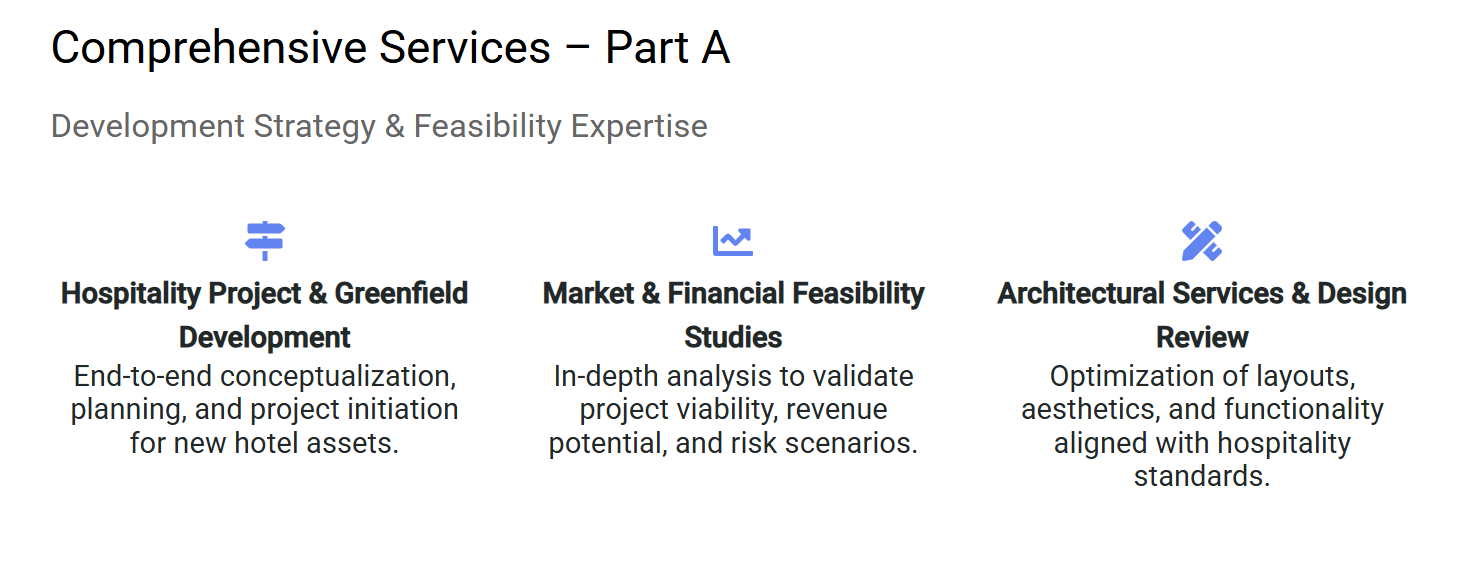 Comprehensive Services – Part A
Development Strategy & Feasibility Expertise
Hospitality Project & Greenfield
Development
End-to-end conceptualization,
planning, and project initiation
for new hotel assets.
Market & Financial Feasibility
Studies
In-depth analysis to validate
project viability, revenue
potential, and risk scenarios.
Architectural Services & Design
Review
Optimization of layouts,
aesthetics, and functionality
aligned with hospitality
standards.